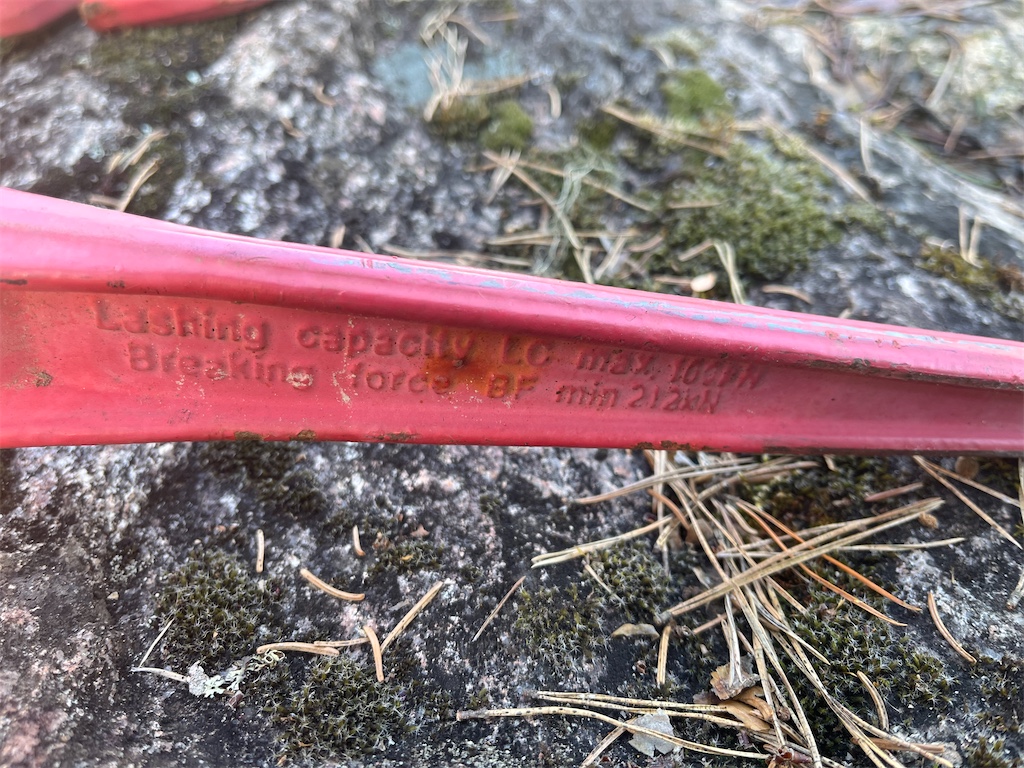 Lashing capacity LC max 106kN
Breaking force BF min 212kN